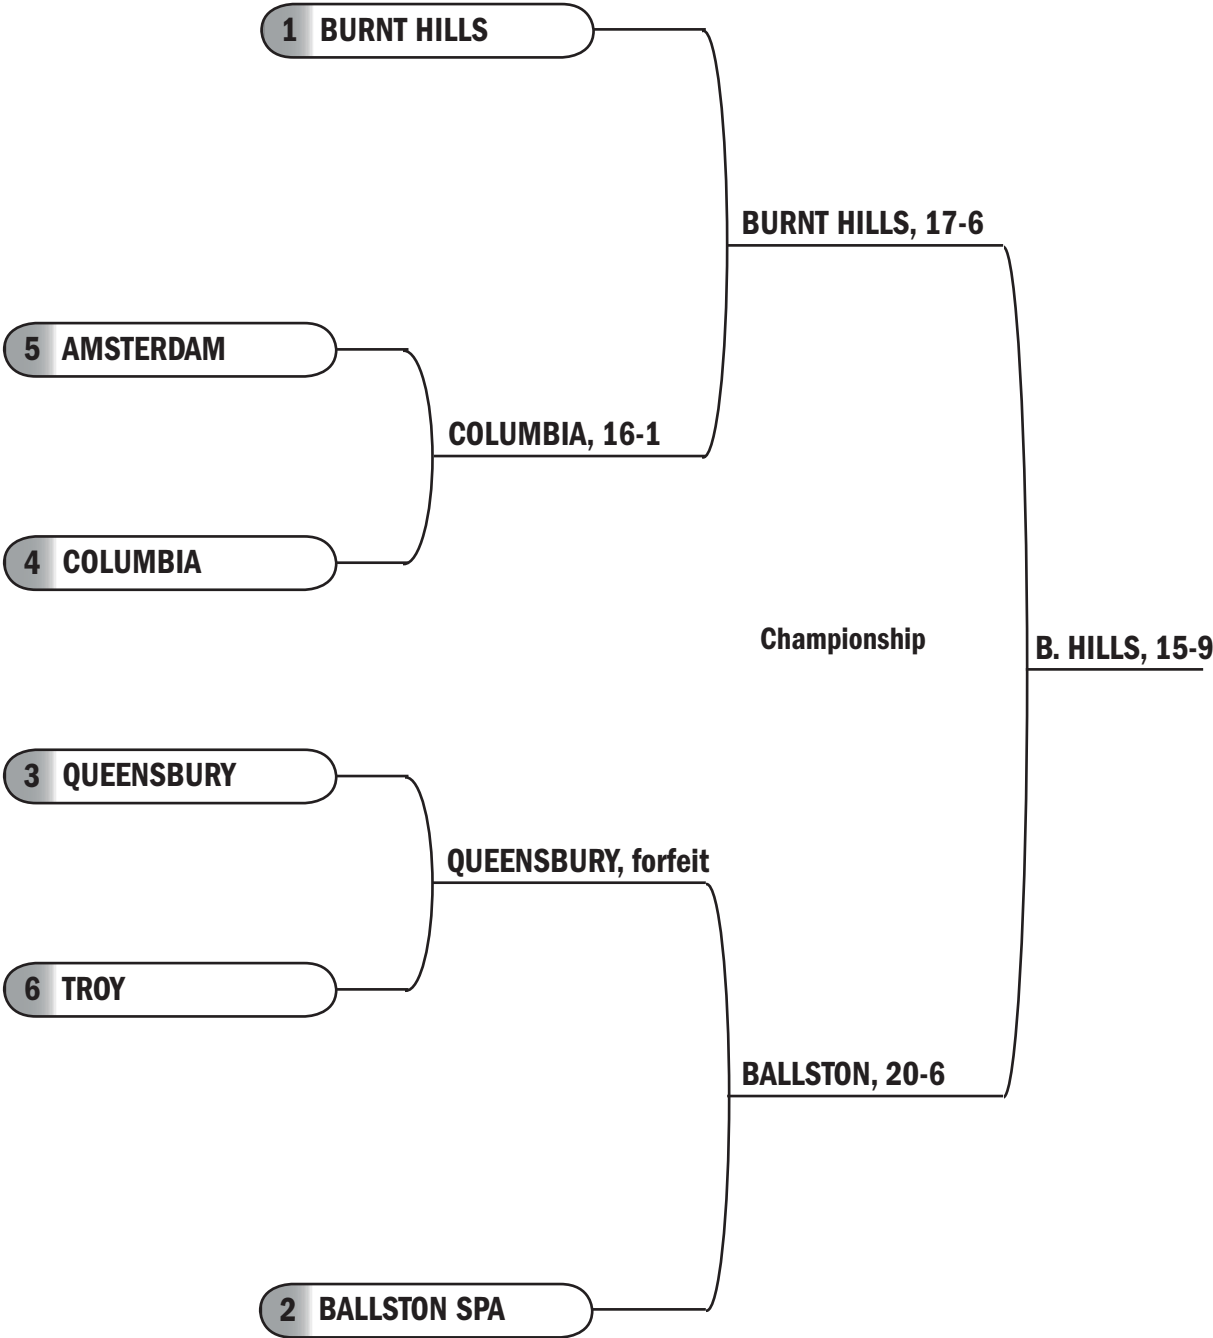 1 BURNT HILLS
BURNT HILLS, 17-6
5 AMSTERDAM
COLUMBIA, 16-1
4 COLUMBIA
Championship
B. HILLS, 15-9
3 QUEENSBURY
QUEENSBURY, forfeit
6 TROY
BALLSTON, 20-6
2 BALLSTON SPA